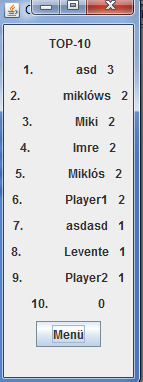 TOP-10
1. asd 3
2. miklóws 2
3. Miki 2
4. Imre 2
5. Miklós 2
6. Player1 2
7. asdasd 1
8. Levente 1
9. Player2 1
10. 0
Menü